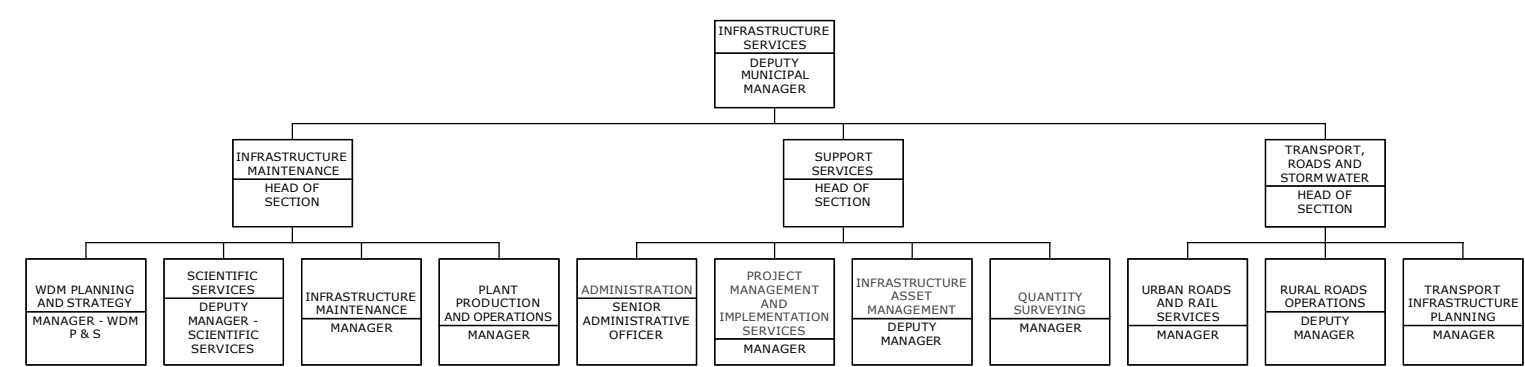 INFRASTRUCTURE
SERVICES
DEPUTY
MUNICIPAL
MANAGER
INFRASTRUCTURE
MAINTENANCE
HEAD OF
SECTION
SUPPORT
SERVICES
HEAD OF
SECTION
TRANSPORT,
ROADS AND
STORM WATER
HEAD OF
SECTION
WDM PLANNING
AND STRATEGY
MANAGER - WDM
P & S
SCIENTIFIC
SERVICES
DEPUTY
MANAGER -
SCIENTIFIC
SERVICES
INFRASTRUCTURE
MAINTENANCE
MANAGER
PLANT
PRODUCTION
AND OPERATIONS
MANAGER
ADMINISTRATION
SENIOR
ADMINISTRATIVE
OFFICER
PROJECT
MANAGEMENT
AND
IMPLEMENTATION
SERVICES
MANAGER
INFRASTRUCTURE
ASSET
MANAGEMENT
DEPUTY
MANAGER
QUANTITY
SURVEYING
MANAGER
URBAN ROADS
AND RAIL
SERVICES
MANAGER
RURAL ROADS
OPERATIONS
DEPUTY
MANAGER
TRANSPORT
INFRASTRUCTURE
PLANNING
MANAGER